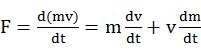 F = d(mv)/dt = m dv/dt + v dm/dt